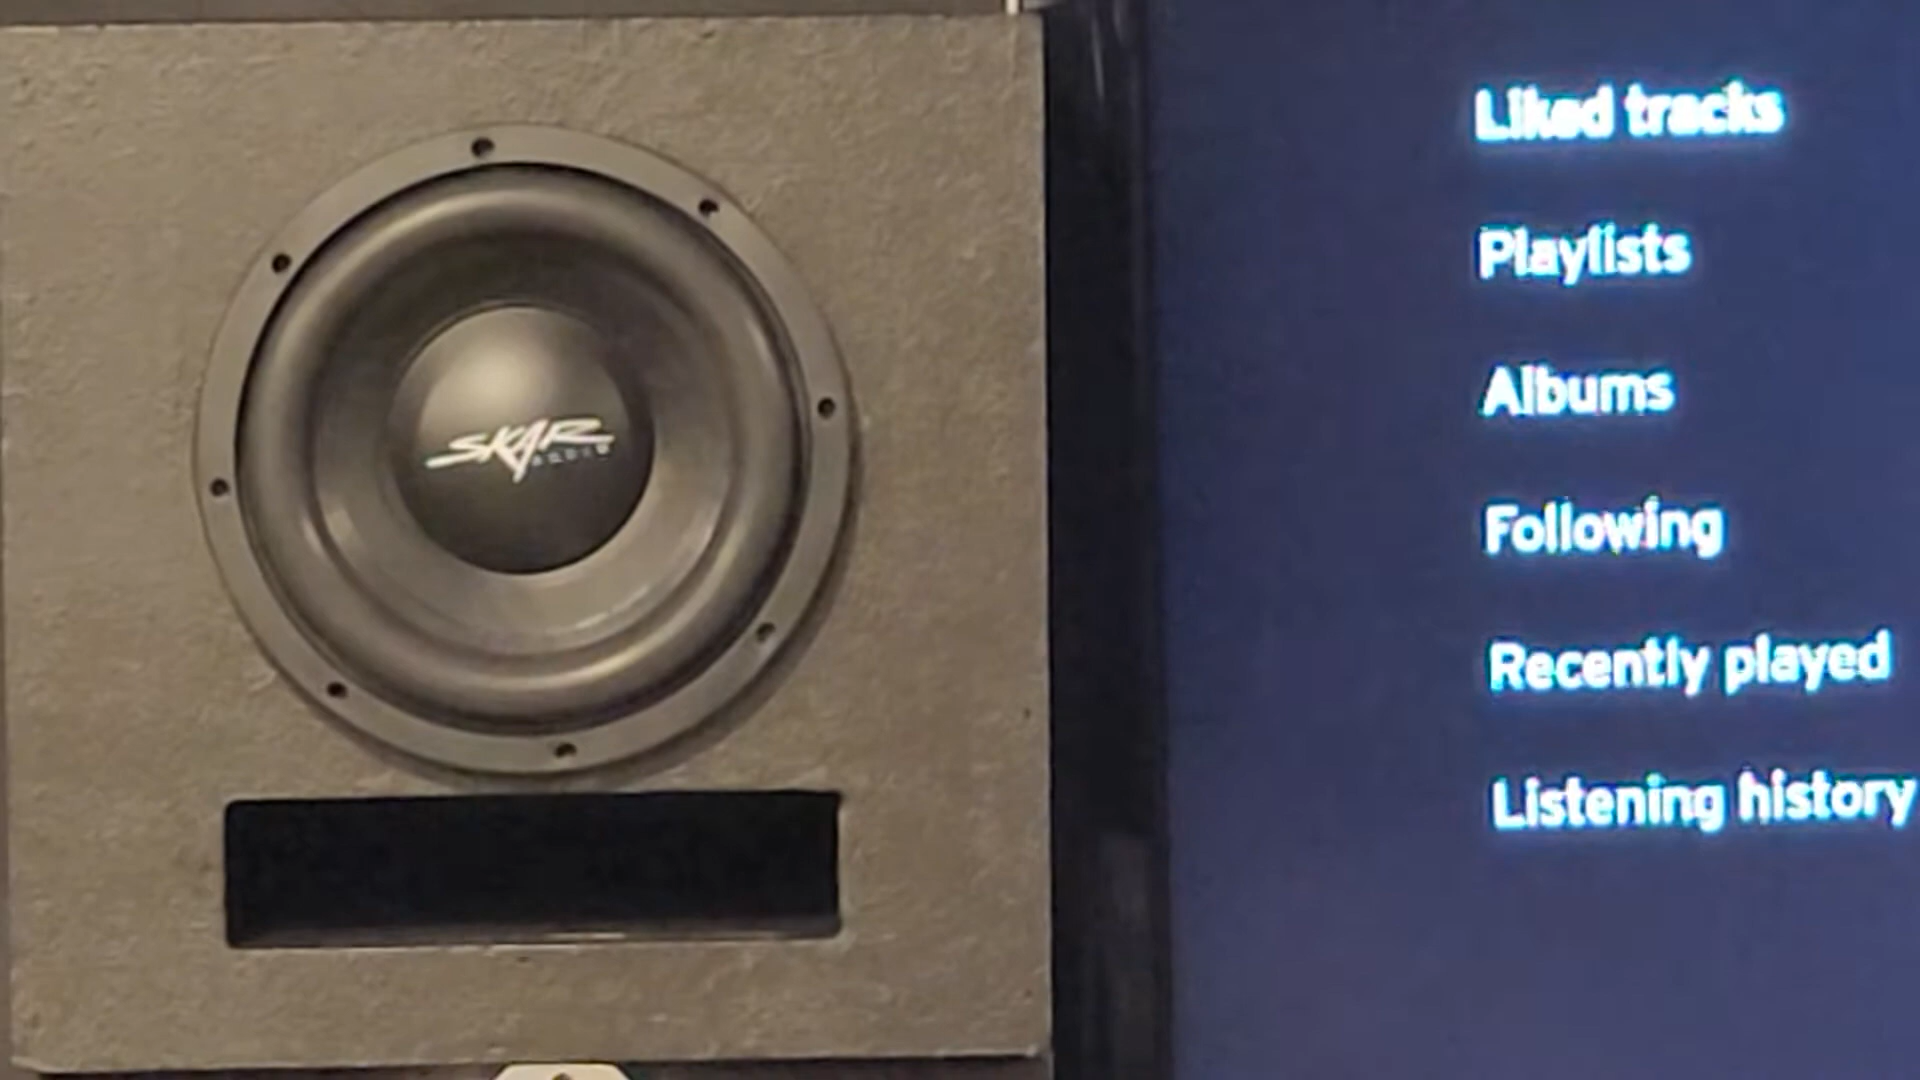 SKAR
AUDIO
Liked tracks
Playlists
Albums
Following
Recently played
Listening history